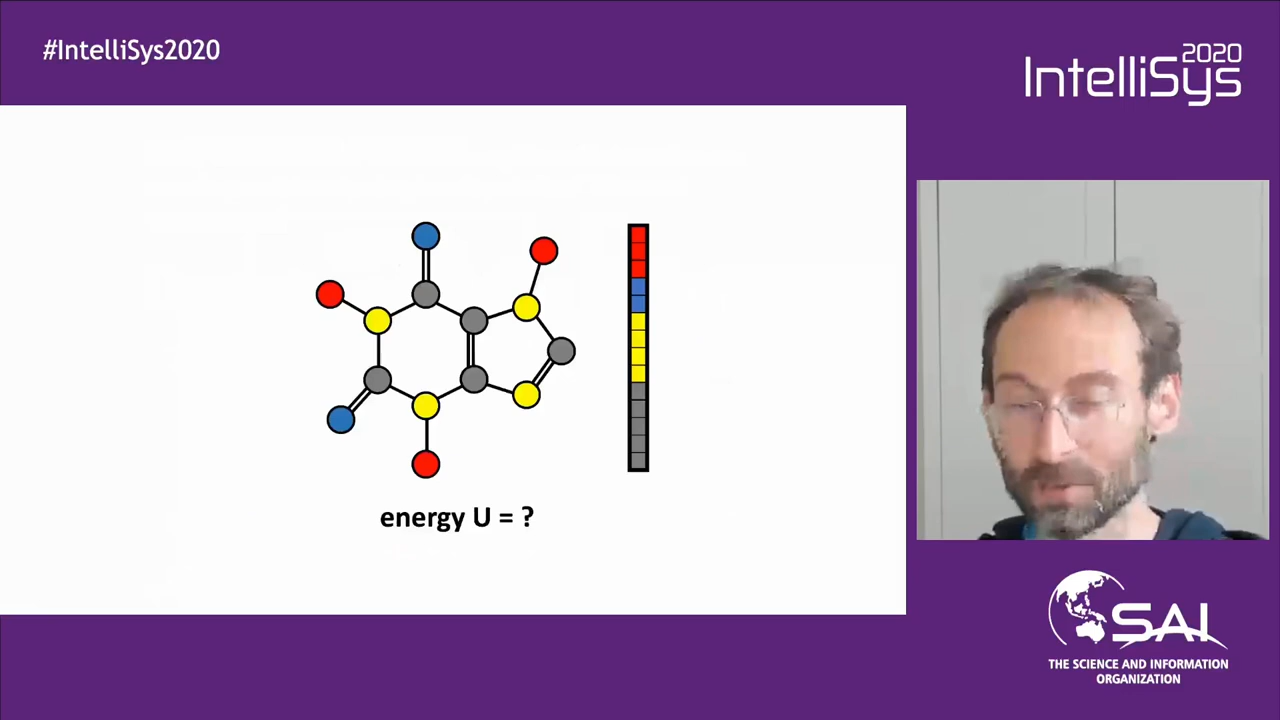 #IntelliSys2020
2020
IntelliSys
energy U = ?
SAI
THE SCIENCE AND INFORMATION
ORGANIZATION